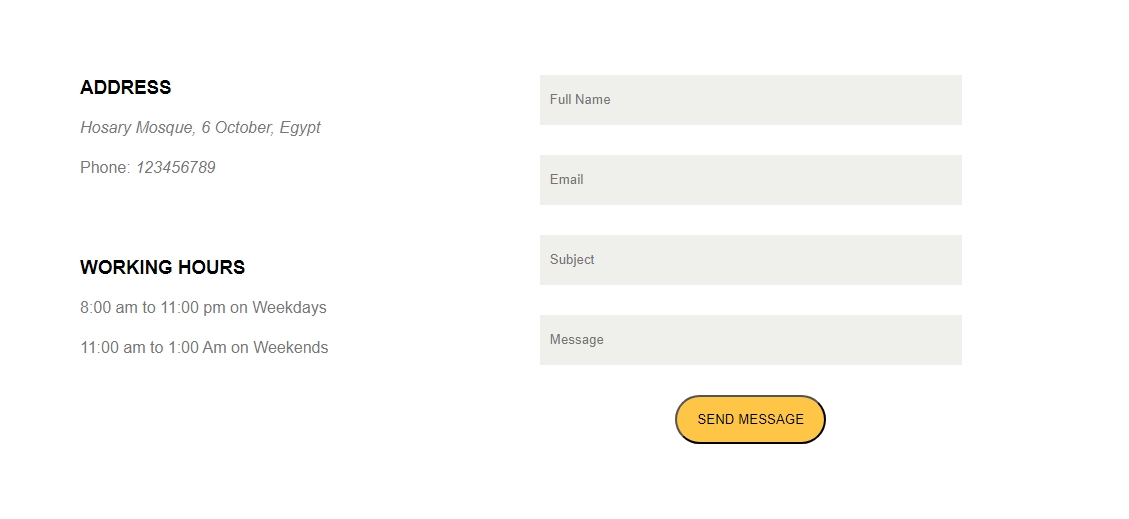 ADDRESS
Hosary Mosque, 6 October, Egypt
Phone: 123456789
WORKING HOURS
8:00 am to 11:00 pm on Weekdays
11:00 am to 1:00 Am on Weekends
Full Name
Email
Subject
Message
SEND MESSAGE